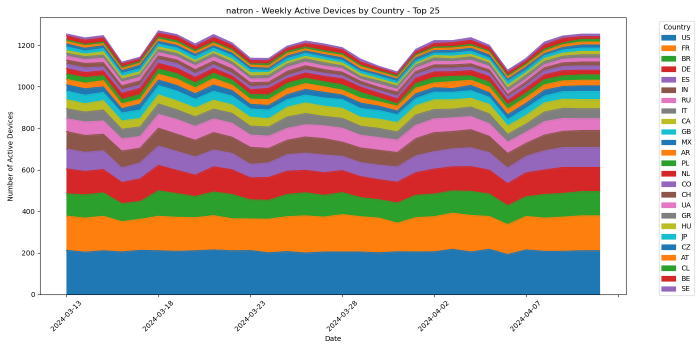 natron - Weekly Active Devices by Country - Top 25
Number of Active Devices
1200
1000
800
600
400
200
0
2024-03-13
2024-03-18
2024-03-23
2024-03-28
2024-04-02
2024-04-07
Date
Country
US
FR
BR
DE
ES
IN
RU
IT
CA
GB
MX
AR
PL
NL
CO
CH
UA
GR
HU
JP
CZ
AT
CL
BE
SE